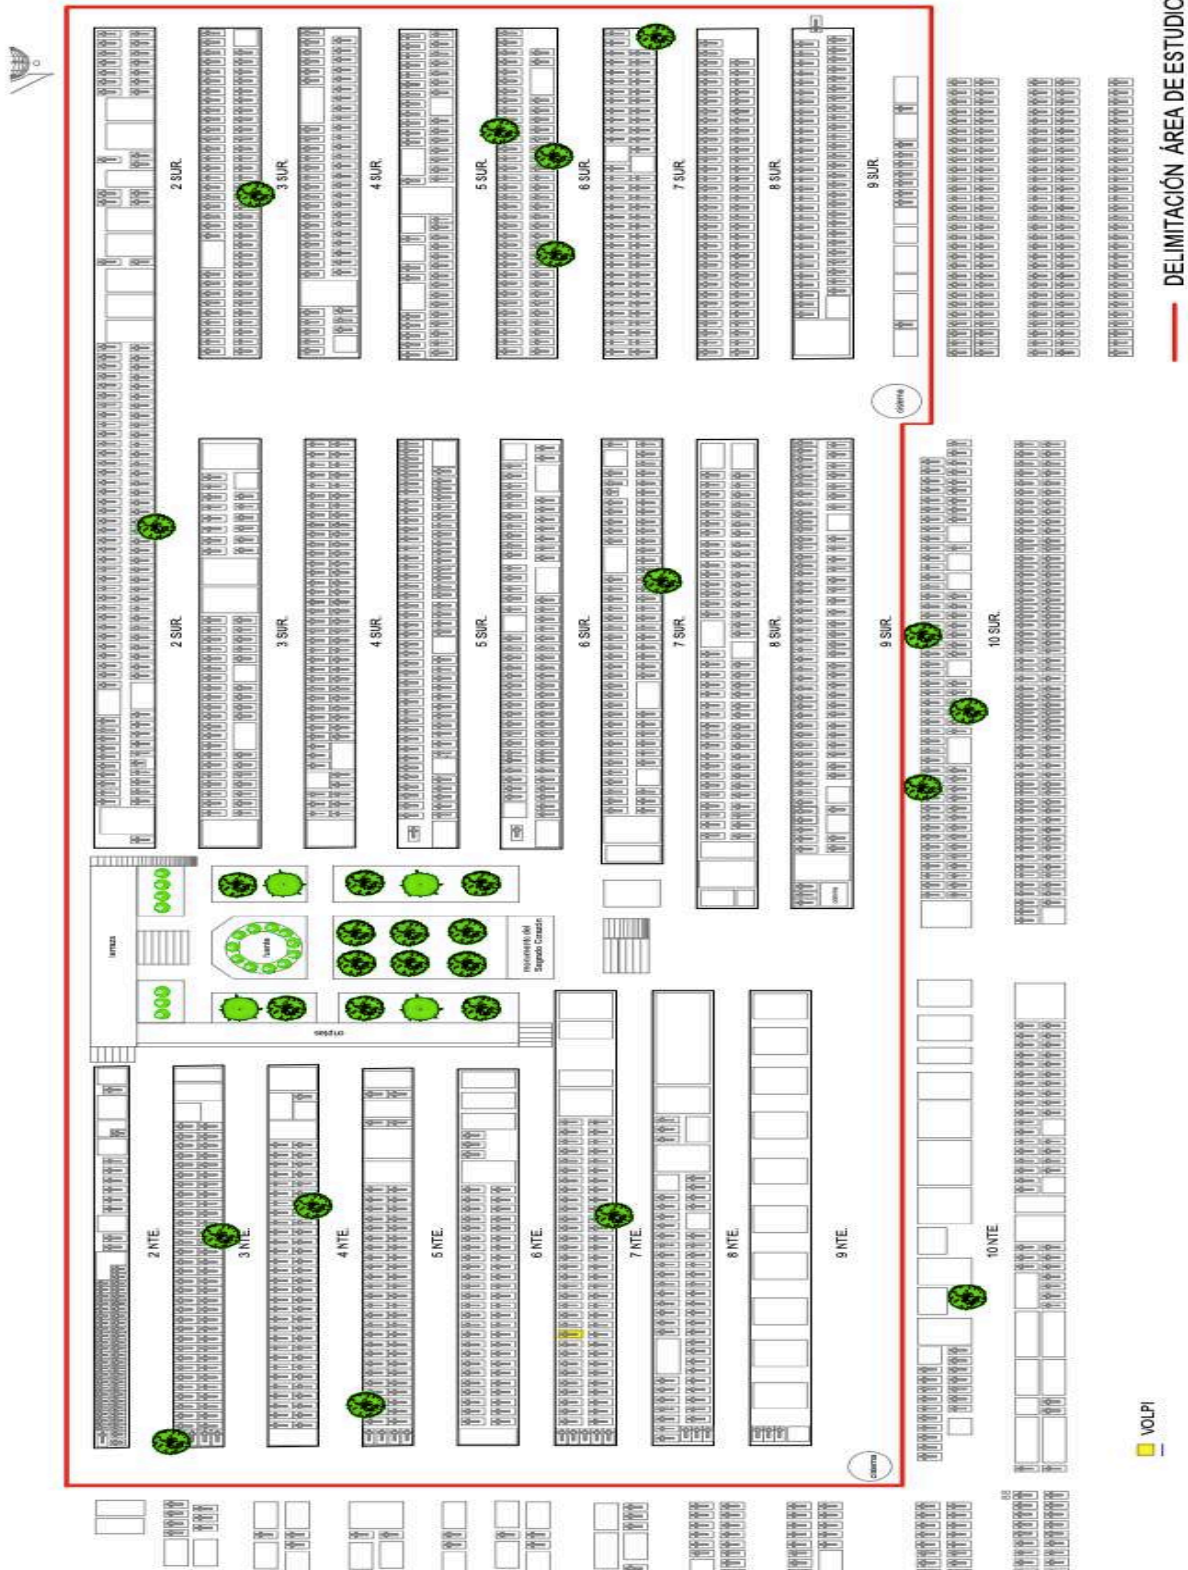 2 SUR.
3 SUR.
4 SUR.
5 SUR.
6 SUR.
7 SUR.
8 SUR.
9 SUR.
cisterna
DELIMITACIÓN ÁREA DE ESTUDIO
2 SUR.
3 SUR.
4 SUR.
5 SUR.
6 SUR.
7 SUR.
8 SUR.
9 SUR.
10 SUR.
terraza
fuente
monumento del
Sagrado Corazón
criptas
2 NTE.
3 NTE.
4 NTE.
5 NTE.
6 NTE.
7 NTE.
8 NTE.
9 NTE.
10 NTE.
cisterna
VOLPI